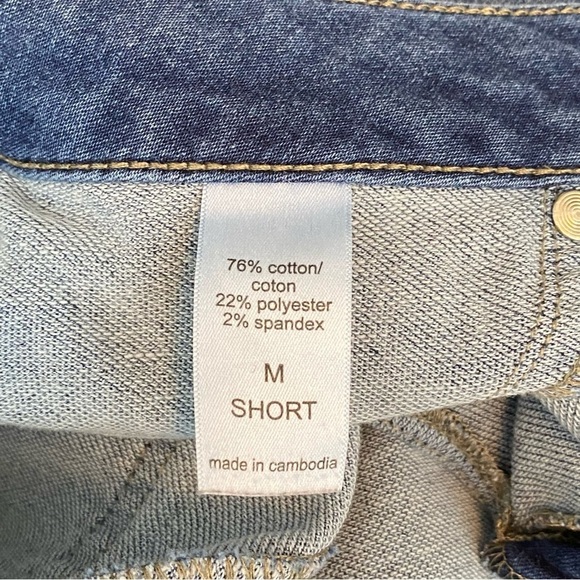 76% cotton/
coton
22% polyester
2% spandex
M
SHORT
made in cambodia